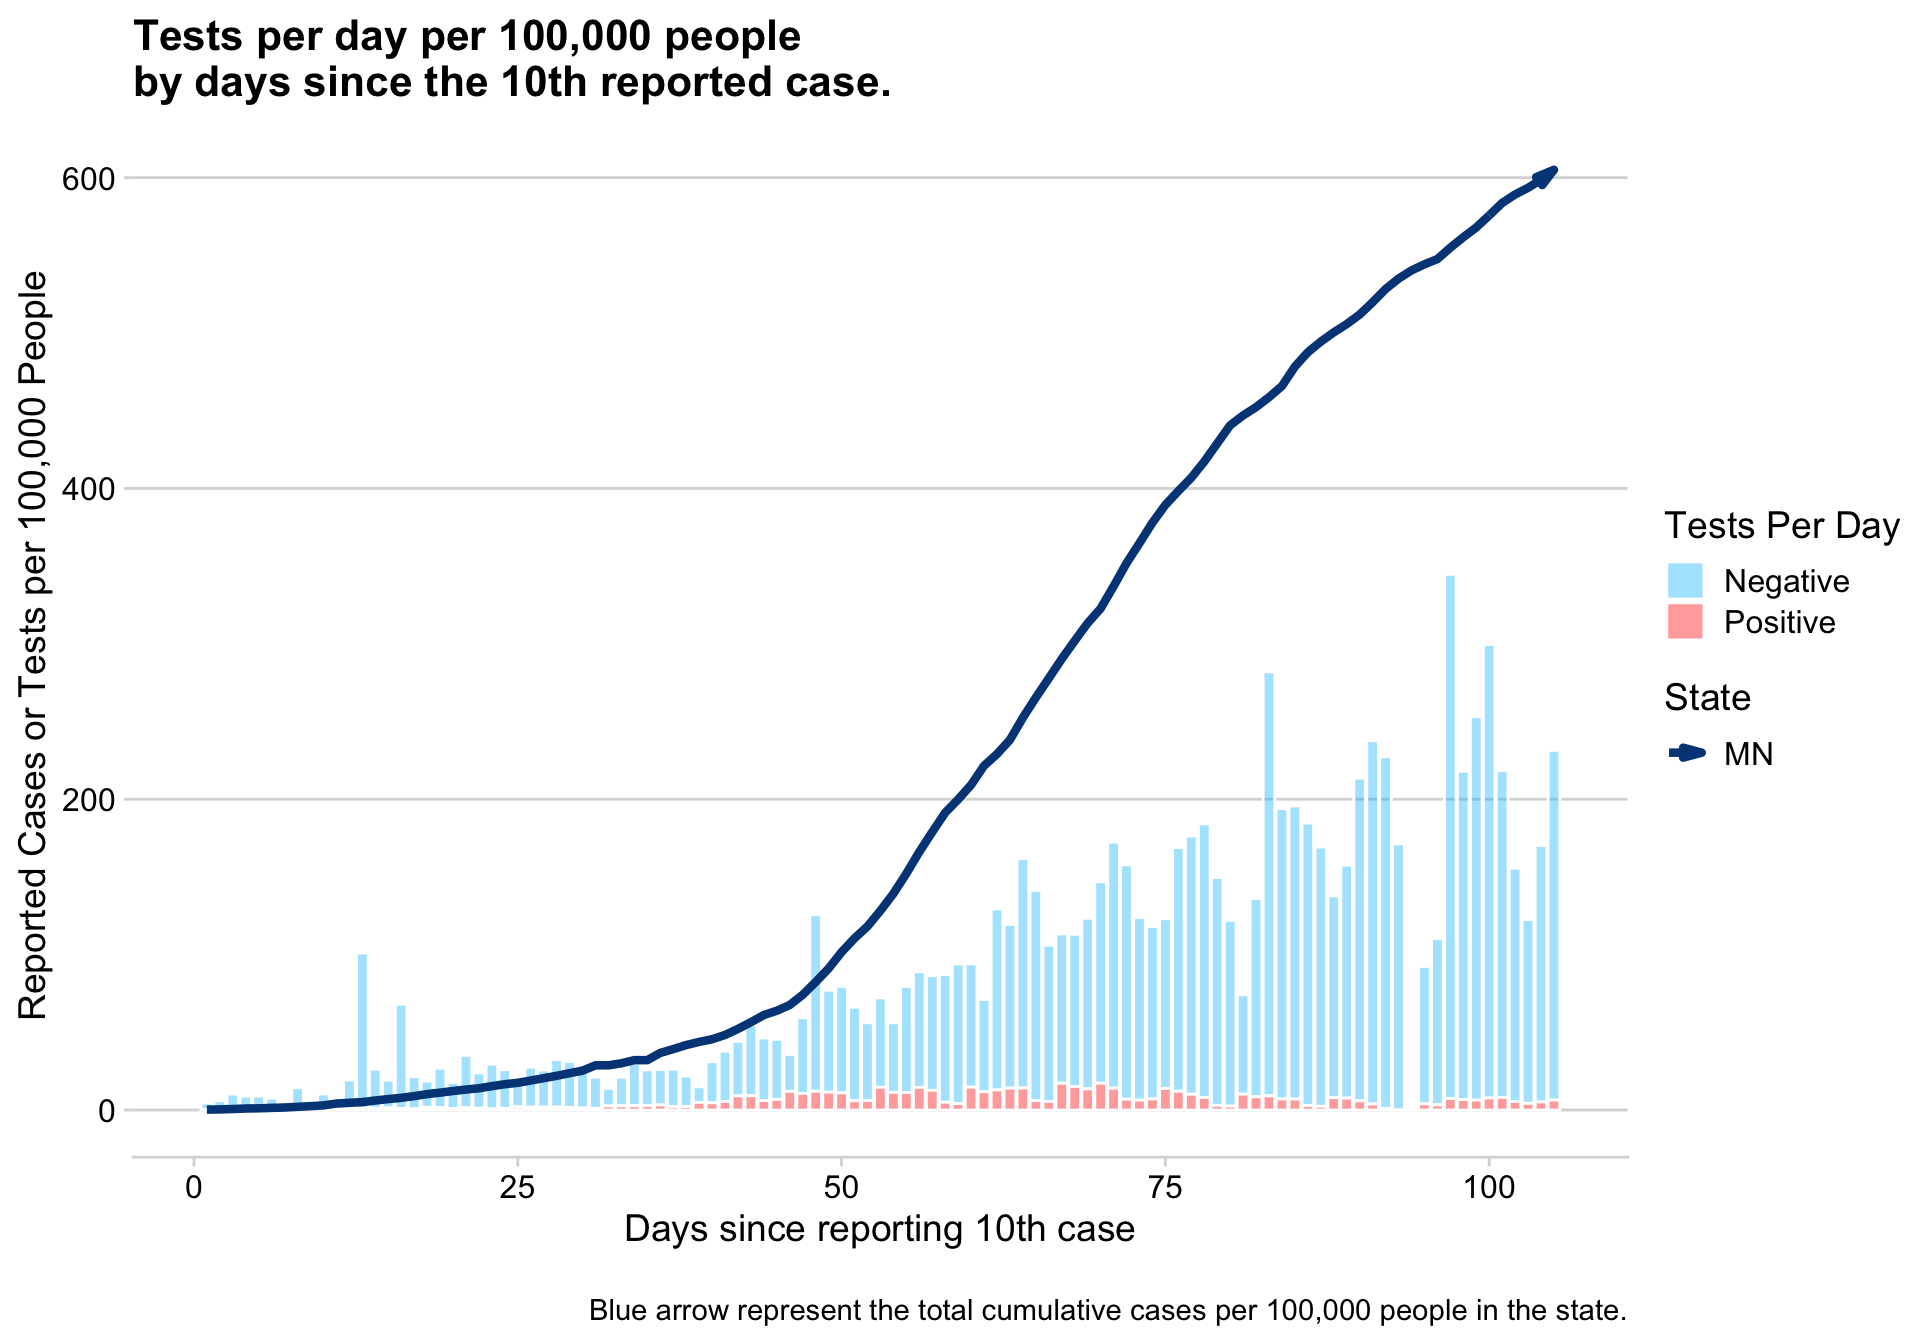 Tests per day per 100,000 people
by days since the 10th reported case.
Reported Cases or Tests per 100,000 People
600
400
200
0
0
25
50
75
100
Days since reporting 10th case
Tests Per Day
Negative
Positive
State
MN
Blue arrow represent the total cumulative cases per 100,000 people in the state.